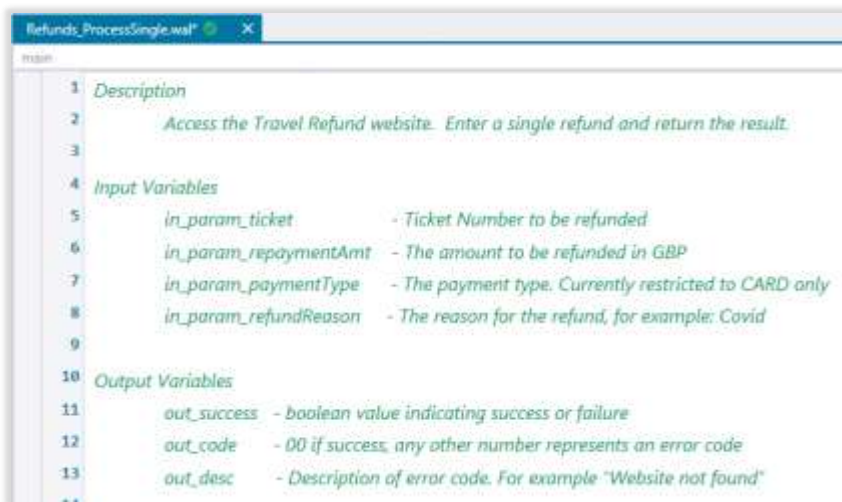 Refunds_ProcessSingle.wal*
main
1 Description
2 Access the Travel Refund website. Enter a single refund and return the result.
3
4 Input Variables
5 in_param_ticket - Ticket Number to be refunded
6 in_param_repaymentAmt - The amount to be refunded in GBP
7 in_param_paymentType - The payment type. Currently restricted to CARD only
8 in_param_refundReason - The reason for the refund, for example: Covid
9
10 Output Variables
11 out_success - boolean value indicating success or failure
12 out_code - 00 if success, any other number represents an error code
13 out_desc - Description of error code. For example "Website not found"